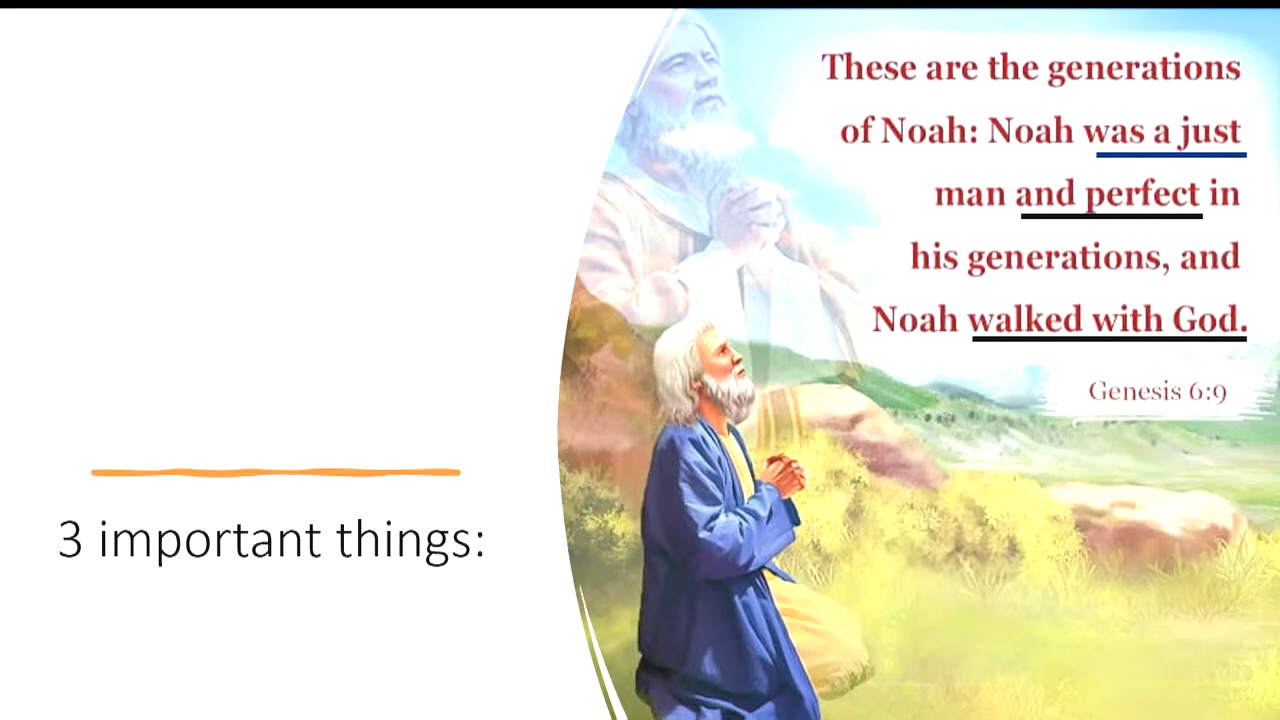 3 important things:
These are the generations
of Noah: Noah was a just
man and perfect in
his generations, and
Noah walked with God.
Genesis 6:9